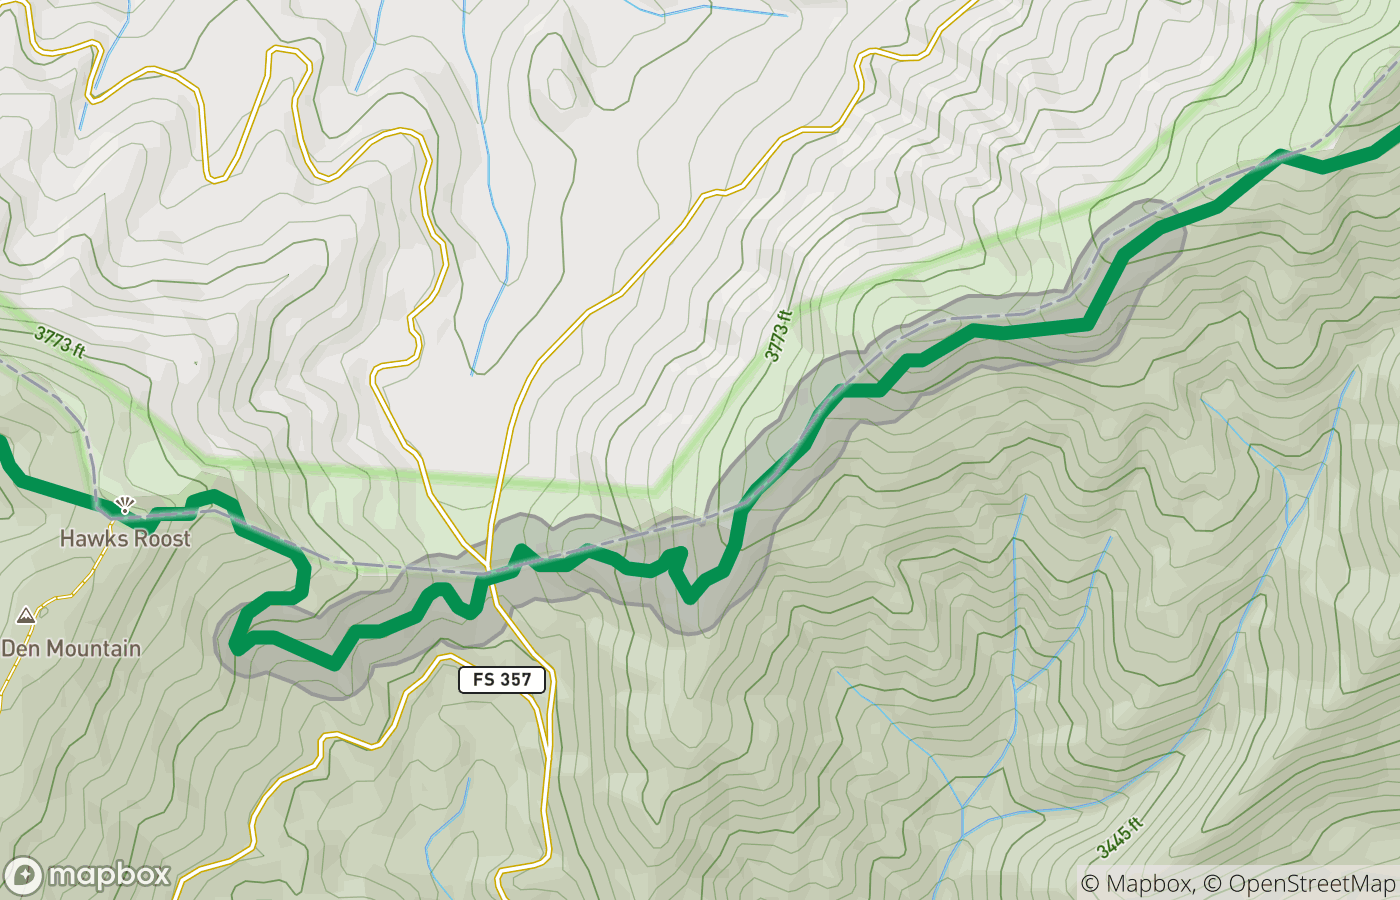 3773 ft
3773 ft
Hawks Roost
Den Mountain
FS 357
3445 ft
mapbox
© Mapbox, © OpenStreetMap